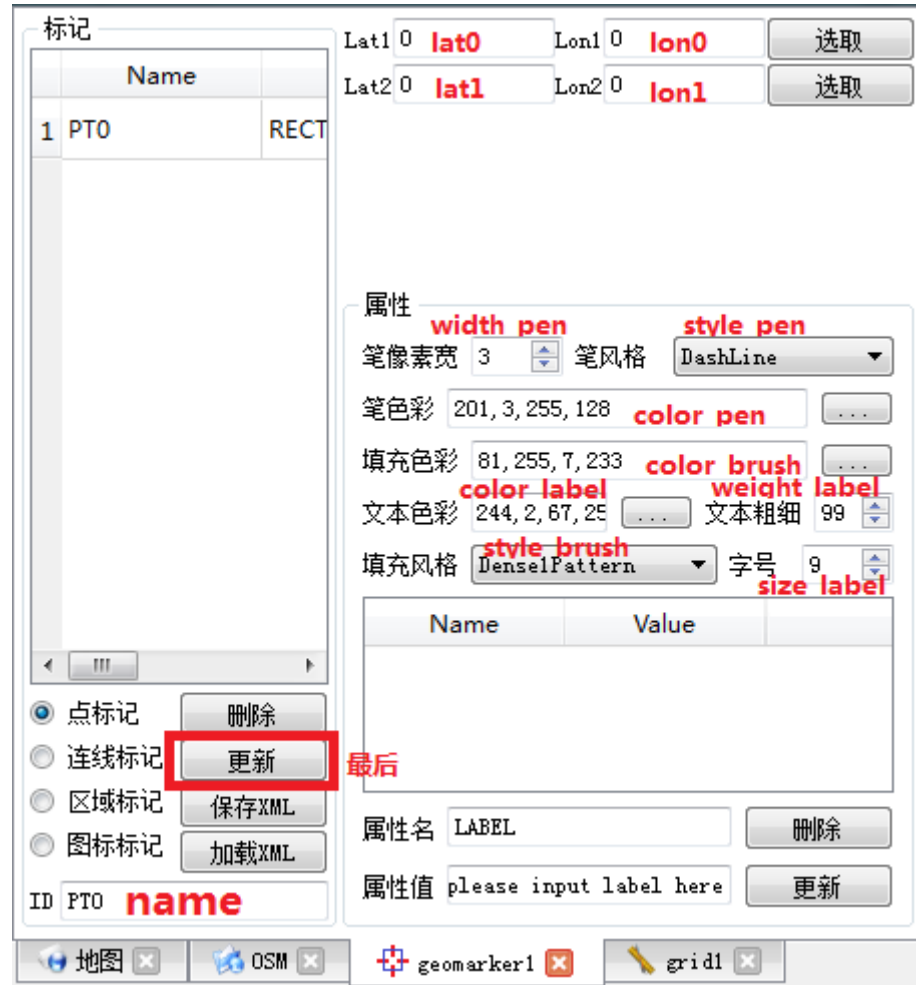 标记
Name
1 PT0 RECT
点标记 删除
连线标记 更新 最后
区域标记 保存XML
图标标记 加载XML
ID PT0 name
Lat1 0 lat0 Lon1 0 lon0 选取
Lat2 0 lat1 Lon2 0 lon1 选取
属性
width pen style pen
笔像素宽 3 笔风格 DashLine
笔色彩 201,3,255,128 color pen ...
填充色彩 81,255,7,233 color brush ...
color label weight label
文本色彩 244,2,67,25 ... 文本粗细 99
style brush
填充风格 Dense1Pattern 字号 9
size label
Name Value
属性名 LABEL 删除
属性值 please input label here 更新
地图 OSM geomarker1 grid1